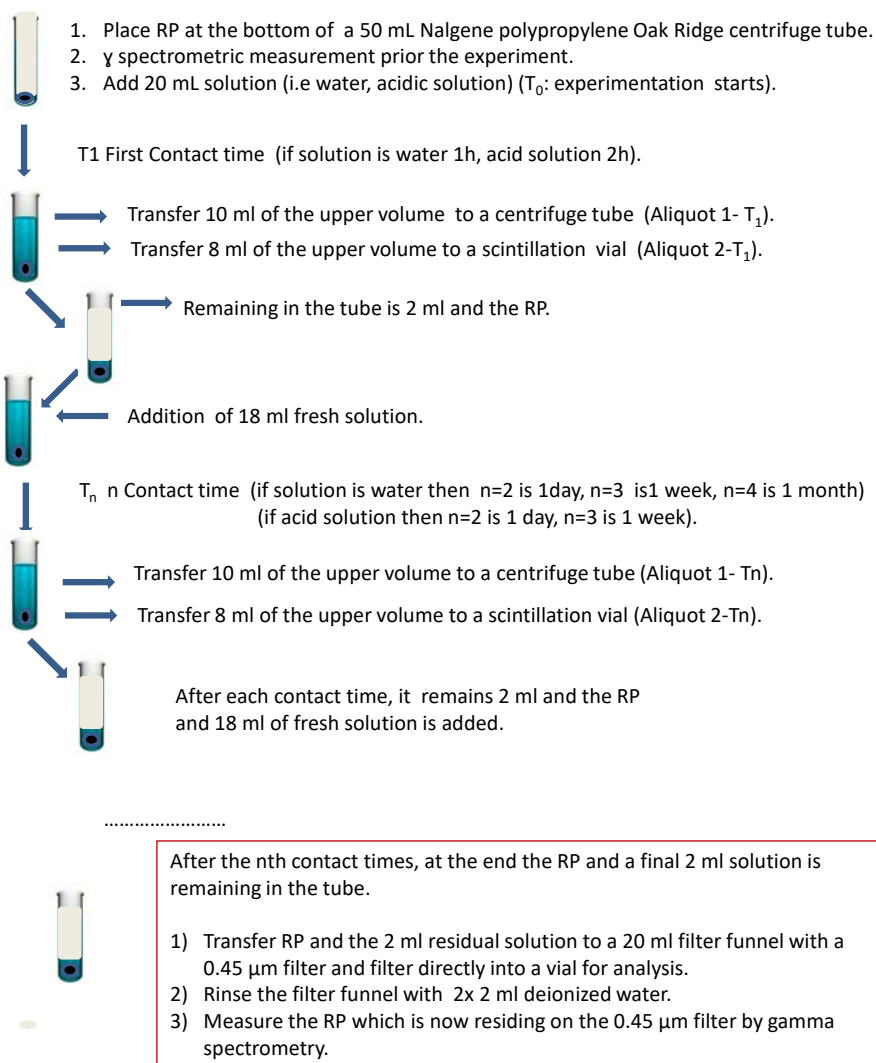 1. Place RP at the bottom of a 50 mL Nalgene polypropylene Oak Ridge centrifuge tube.
2. ɣ spectrometric measurement prior the experiment.
3. Add 20 mL solution (i.e water, acidic solution) (T₀: experimentation starts).
T1 First Contact time (if solution is water 1h, acid solution 2h).
Transfer 10 ml of the upper volume to a centrifuge tube (Aliquot 1- T₁).
Transfer 8 ml of the upper volume to a scintillation vial (Aliquot 2-T₁).
Remaining in the tube is 2 ml and the RP.
Addition of 18 ml fresh solution.
Tₙ n Contact time (if solution is water then n=2 is 1day, n=3 is1 week, n=4 is 1 month)
(if acid solution then n=2 is 1 day, n=3 is 1 week).
Transfer 10 ml of the upper volume to a centrifuge tube (Aliquot 1- Tn).
Transfer 8 ml of the upper volume to a scintillation vial (Aliquot 2-Tn).
After each contact time, it remains 2 ml and the RP
and 18 ml of fresh solution is added.
……………………
After the nth contact times, at the end the RP and a final 2 ml solution is
remaining in the tube.
1) Transfer RP and the 2 ml residual solution to a 20 ml filter funnel with a
0.45 µm filter and filter directly into a vial for analysis.
2) Rinse the filter funnel with 2x 2 ml deionized water.
3) Measure the RP which is now residing on the 0.45 µm filter by gamma
spectrometry.